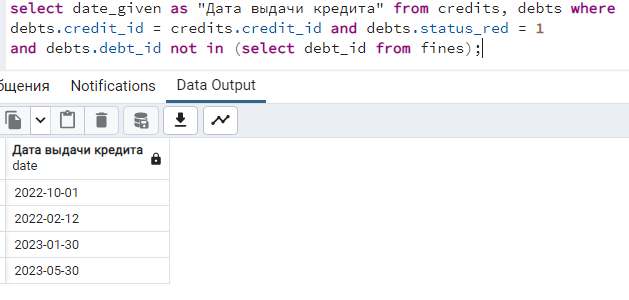 select date_given as "Дата выдачи кредита" from credits, debts where
debts.credit_id = credits.credit_id and debts.status_red = 1
and debts.debt_id not in (select debt_id from fines);
бщения Notifications Data Output
Дата выдачи кредита
date
2022-10-01
2022-02-12
2023-01-30
2023-05-30